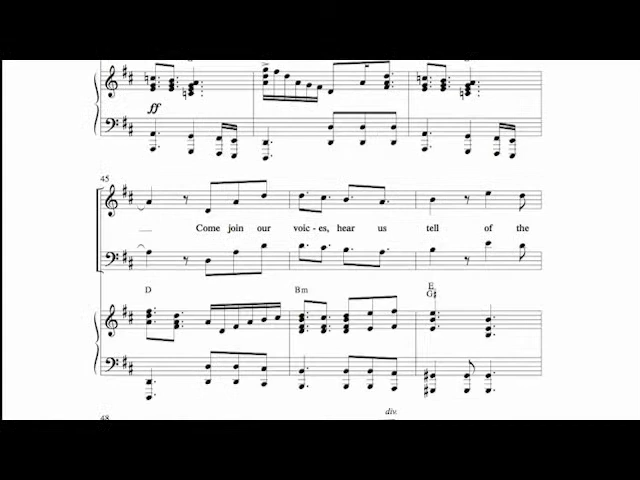 ff
45
Come join our voic - es, hear us tell of the
D Bm E
G#
48
div.